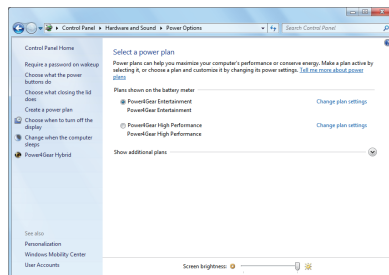 Control Panel ▸ Hardware and Sound ▸ Power Options
Search Control Panel
Control Panel Home
Require a password on wakeup
Choose what the power
buttons do
Choose what closing the lid
does
Create a power plan
Choose when to turn off the
display
Change when the computer
sleeps
Power4Gear Hybrid
See also
Personalization
Windows Mobility Center
User Accounts
Select a power plan
Power plans can help you maximize your computer's performance or conserve energy. Make a plan active by
selecting it, or choose a plan and customize it by changing its power settings. Tell me more about power
plans
Plans shown on the battery meter
Power4Gear Entertainment Change plan settings
Power4Gear Entertainment
Power4Gear High Performance Change plan settings
Power4Gear High Performance
Show additional plans
Screen brightness: